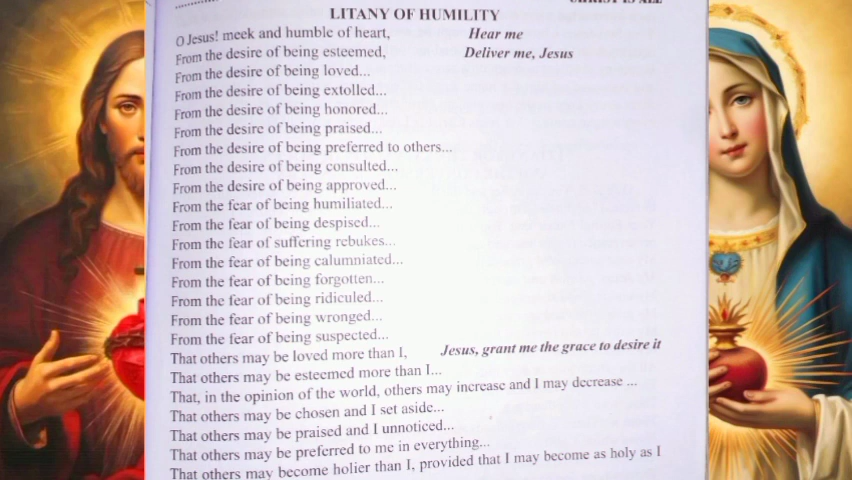 CHRIST IS ALL
LITANY OF HUMILITY
O Jesus! meek and humble of heart, Hear me
From the desire of being esteemed, Deliver me, Jesus
From the desire of being loved...
From the desire of being extolled...
From the desire of being honored...
From the desire of being praised...
From the desire of being preferred to others...
From the desire of being consulted...
From the desire of being approved...
From the fear of being humiliated...
From the fear of being despised...
From the fear of suffering rebukes...
From the fear of being calumniated...
From the fear of being forgotten...
From the fear of being ridiculed...
From the fear of being wronged...
From the fear of being suspected...
That others may be loved more than I, Jesus, grant me the grace to desire it
That others may be esteemed more than I...
That, in the opinion of the world, others may increase and I may decrease ...
That others may be chosen and I set aside...
That others may be praised and I unnoticed...
That others may be preferred to me in everything...
That others may become holier than I, provided that I may become as holy as I